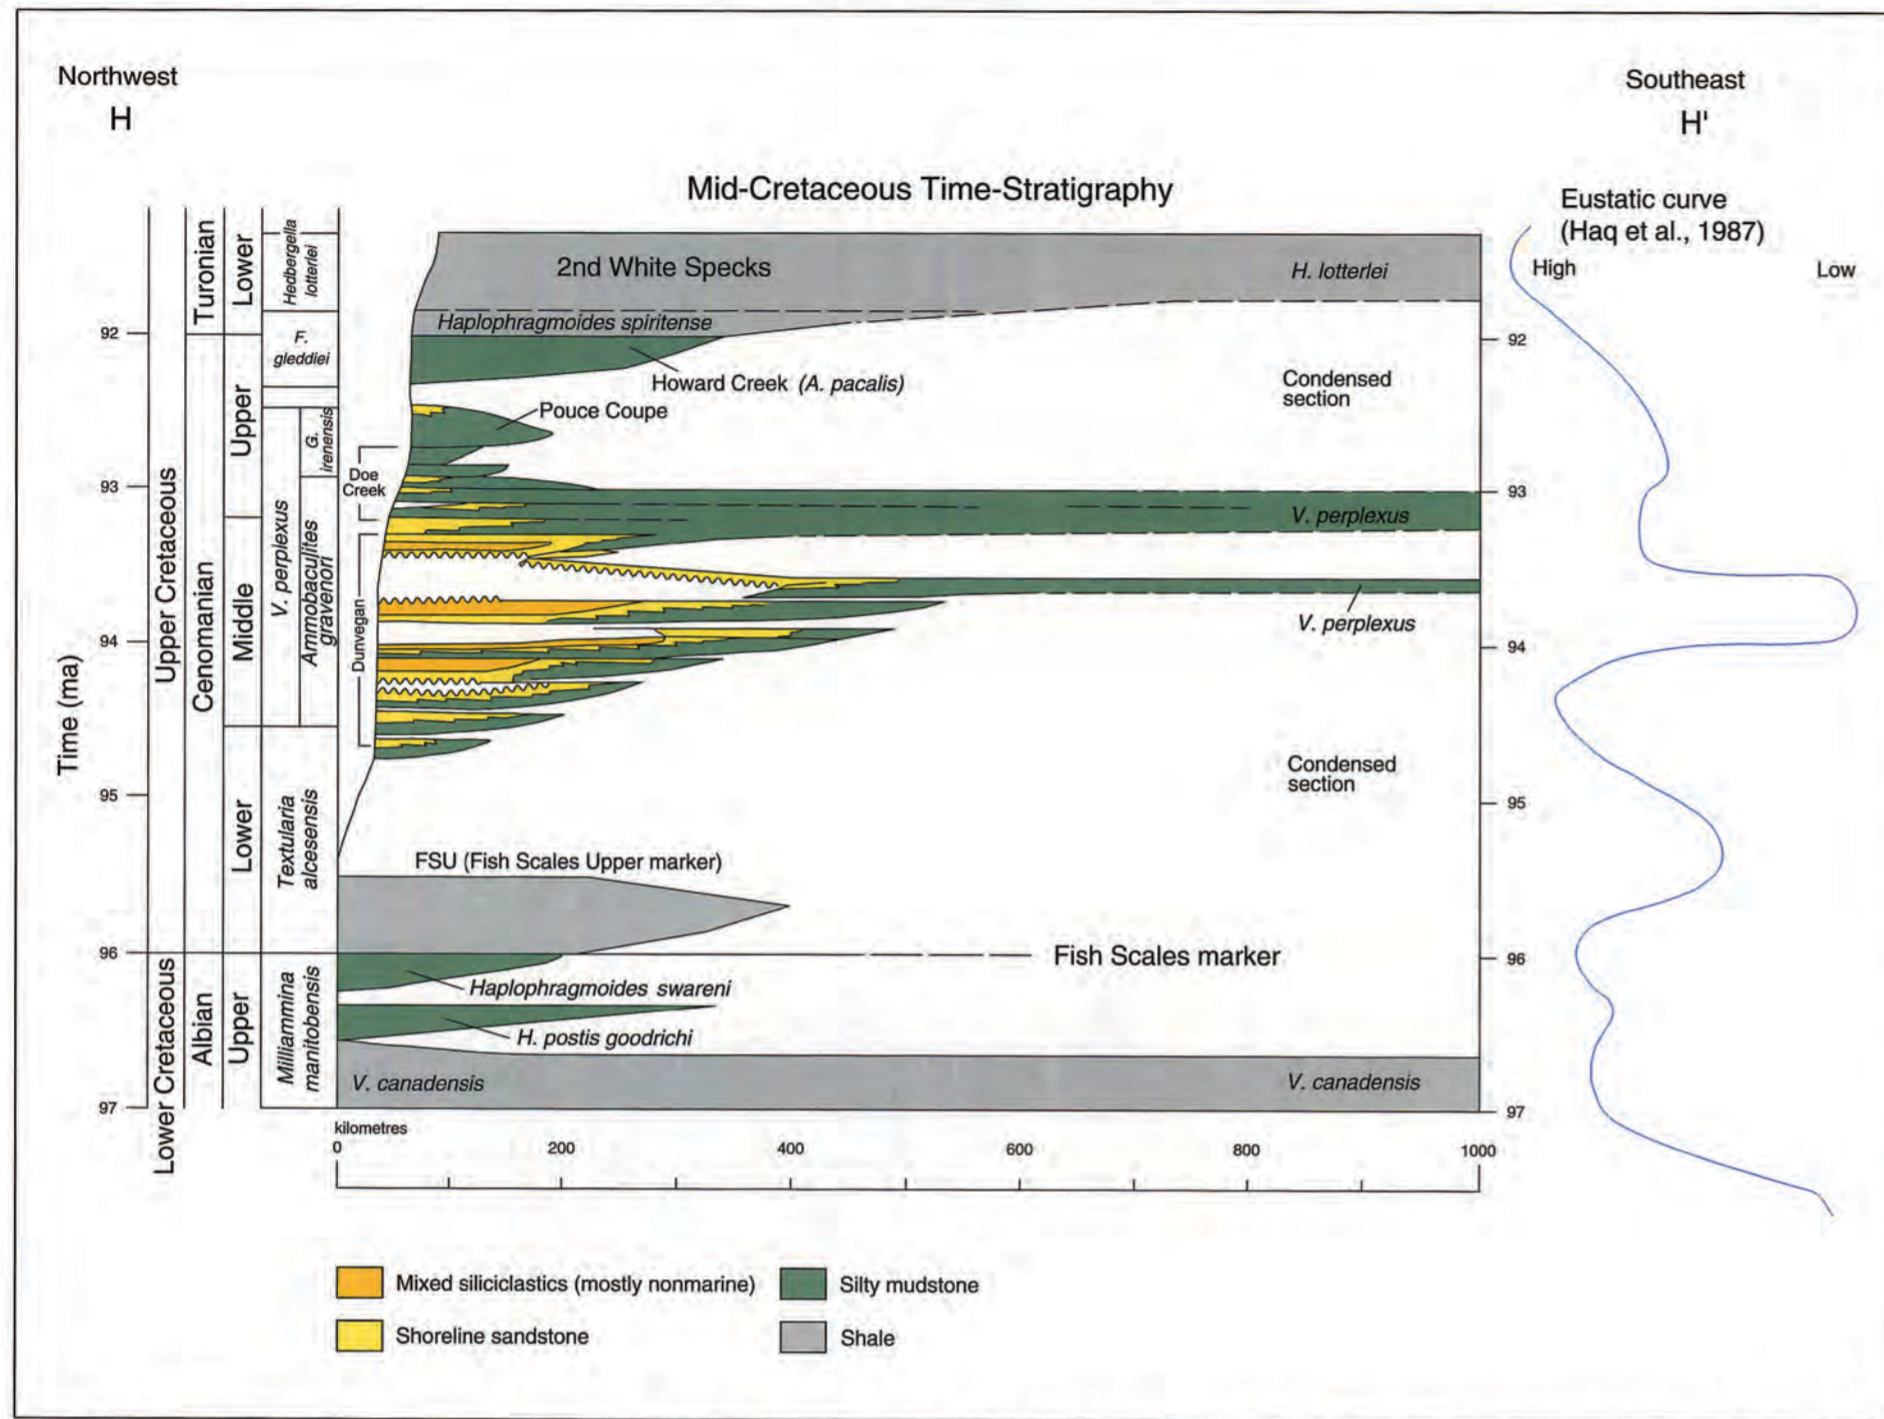 Northwest
H
Southeast
H'
Mid-Cretaceous Time-Stratigraphy
Eustatic curve
(Haq et al., 1987)
High
Low
Time (ma)
92
93
94
95
96
97
Upper Cretaceous
Lower Cretaceous
Turonian
Cenomanian
Albian
Lower
Upper
Middle
Lower
Upper
Hedbergella
lotterlei
F.
gleddiei
V. perplexus
G.
irenensis
Ammobaculites
gravenori
Textularia
alcesensis
Milliammina
manitobensis
2nd White Specks
H. lotterlei
Haplophragmoides spiritense
Howard Creek (A. pacalis)
Condensed
section
Pouce Coupe
Doe
Creek
V. perplexus
Dunvegan
V. perplexus
Condensed
section
FSU (Fish Scales Upper marker)
Fish Scales marker
Haplophragmoides swareni
H. postis goodrichi
V. canadensis
V. canadensis
92
93
94
95
96
97
kilometres
0
200
400
600
800
1000
Mixed siliciclastics (mostly nonmarine)
Silty mudstone
Shoreline sandstone
Shale